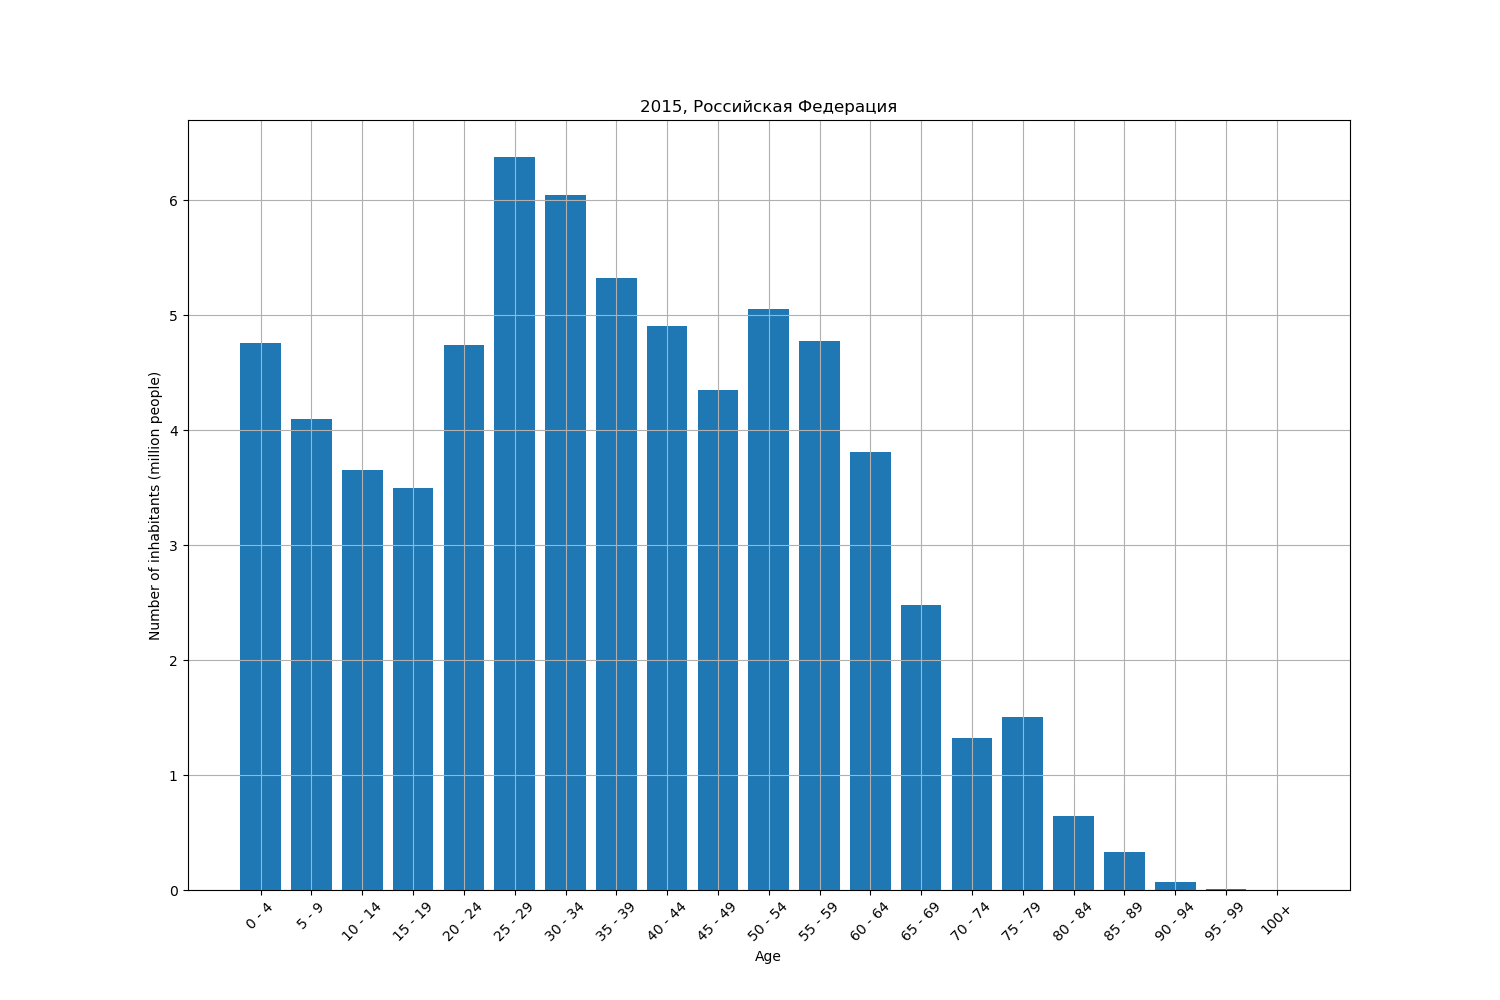 2015, Российская Федерация
Number of inhabitants (million people)
6
5
4
3
2
1
0
0 - 4
5 - 9
10 - 14
15 - 19
20 - 24
25 - 29
30 - 34
35 - 39
40 - 44
45 - 49
50 - 54
55 - 59
60 - 64
65 - 69
70 - 74
75 - 79
80 - 84
85 - 89
90 - 94
95 - 99
100+
Age